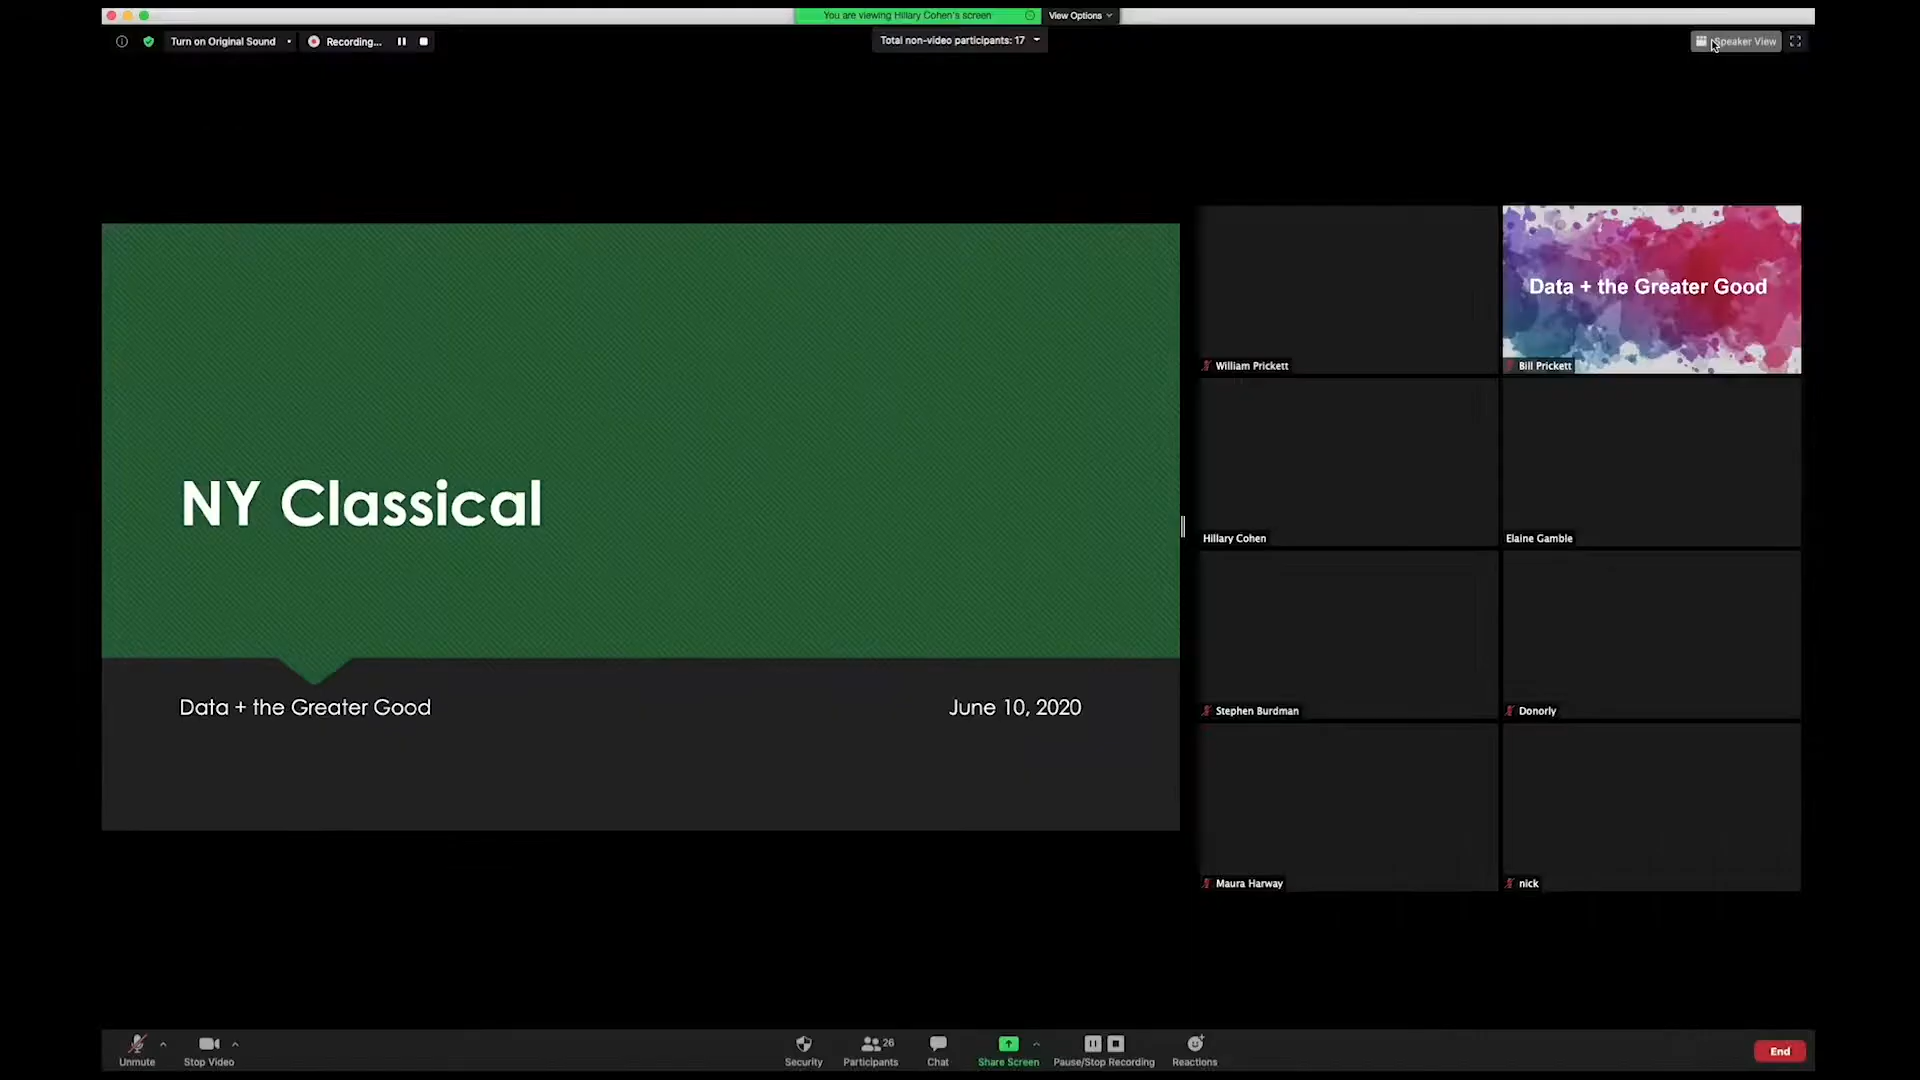 You are viewing Hillary Cohen's screen
View Options
Turn on Original Sound
Recording...
Total non-video participants: 17
Speaker View
William Prickett
Data + the Greater Good
Bill Prickett
NY Classical
Hillary Cohen
Elaine Gamble
Data + the Greater Good
June 10, 2020
Stephen Burdman
Donorly
Maura Harway
nick
Unmute
Stop Video
Security
26
Participants
Chat
Share Screen
Pause/Stop Recording
Reactions
End